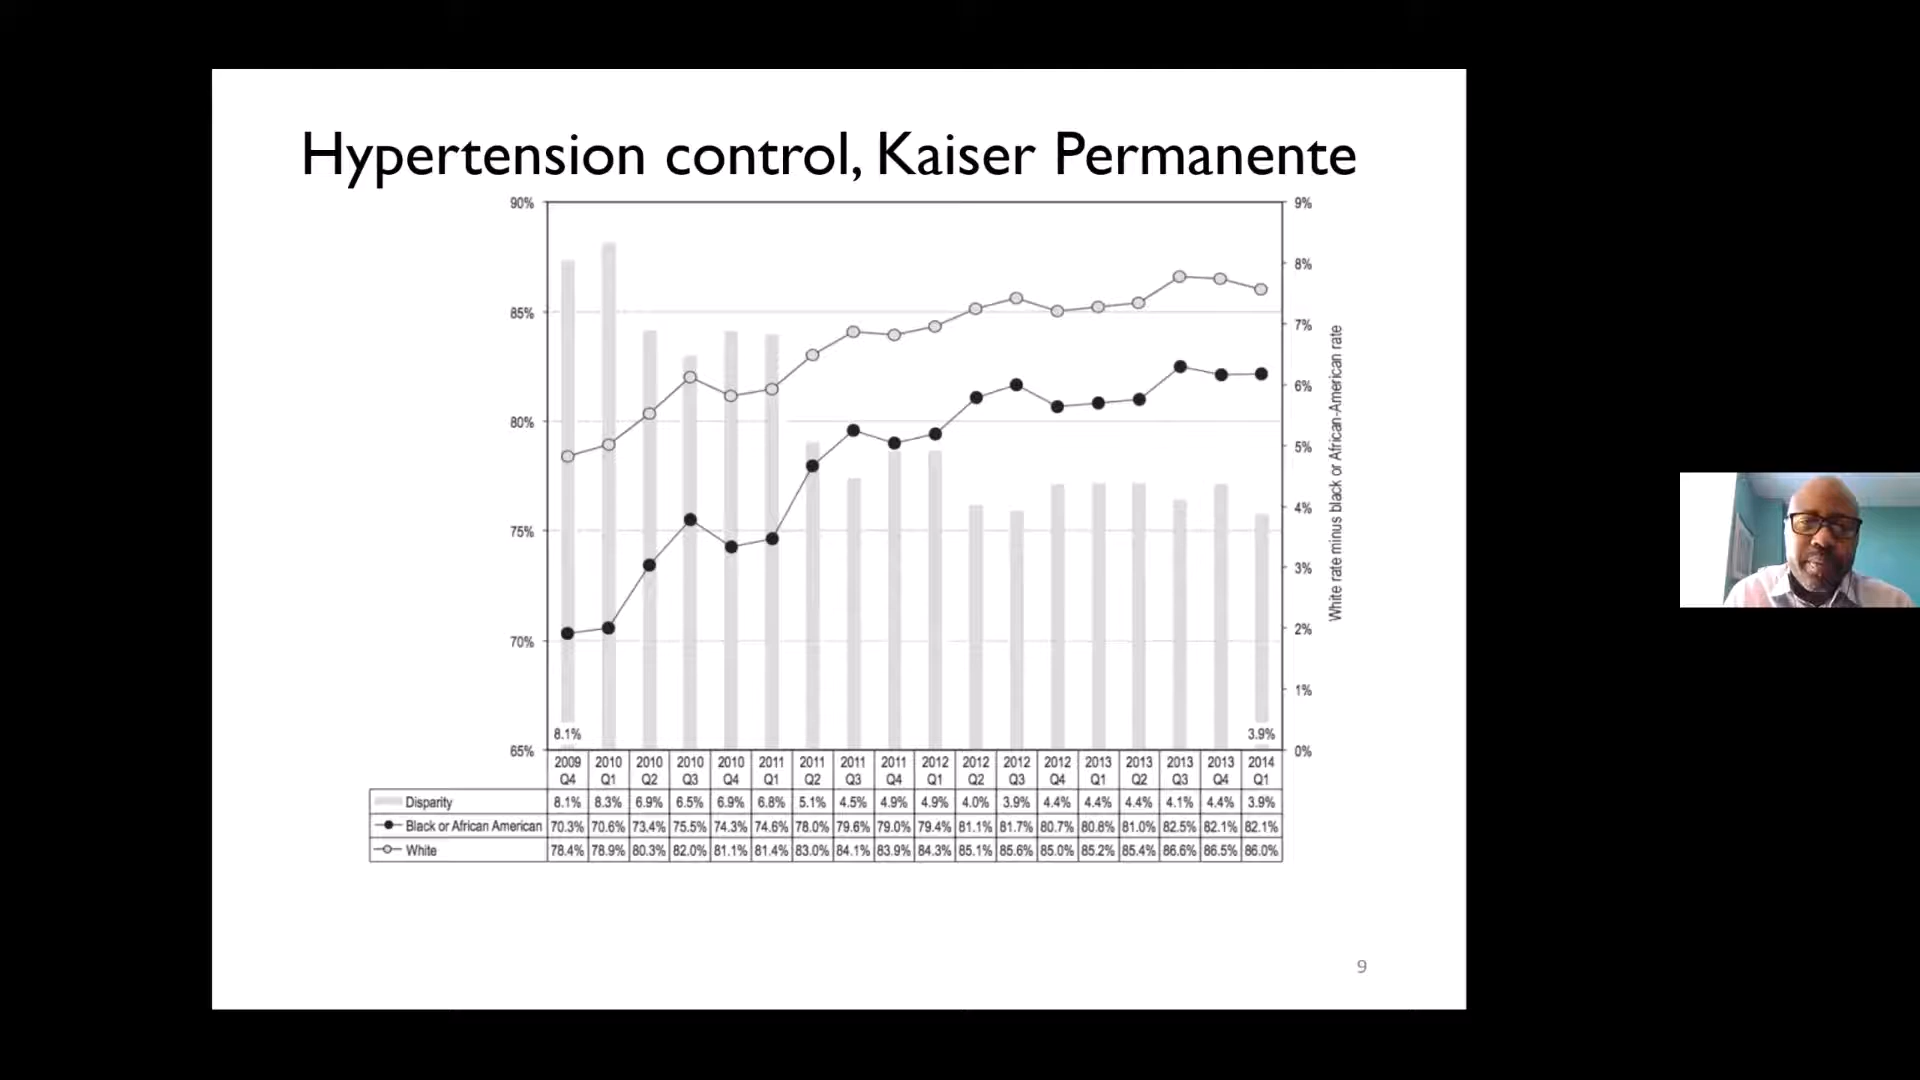 Hypertension control, Kaiser Permanente
90%
85%
80%
75%
70%
65%
9%
8%
7%
6%
5%
4%
3%
2%
1%
0%
White rate minus black or African-American rate
8.1%
3.9%
2009 2010 2010 2010 2010 2011 2011 2011 2011 2012 2012 2012 2012 2013 2013 2013 2013 2014
Q4 Q1 Q2 Q3 Q4 Q1 Q2 Q3 Q4 Q1 Q2 Q3 Q4 Q1 Q2 Q3 Q4 Q1
Disparity 8.1% 8.3% 6.9% 6.5% 6.9% 6.8% 5.1% 4.5% 4.9% 4.9% 4.0% 3.9% 4.4% 4.4% 4.4% 4.1% 4.4% 3.9%
Black or African American 70.3% 70.6% 73.4% 75.5% 74.3% 74.6% 78.0% 79.6% 79.0% 79.4% 81.1% 81.7% 80.7% 80.8% 81.0% 82.5% 82.1% 82.1%
White 78.4% 78.9% 80.3% 82.0% 81.1% 81.4% 83.0% 84.1% 83.9% 84.3% 85.1% 85.6% 85.0% 85.2% 85.4% 86.6% 86.5% 86.0%
9